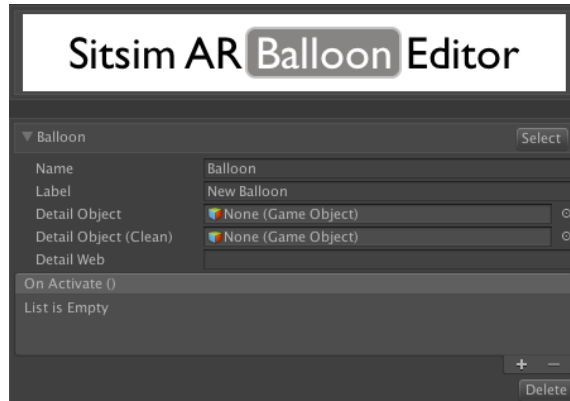 Sitsim AR Balloon Editor
Balloon Select
Name Balloon
Label New Balloon
Detail Object None (Game Object)
Detail Object (Clean) None (Game Object)
Detail Web
On Activate ()
List is Empty
+ −
Delete